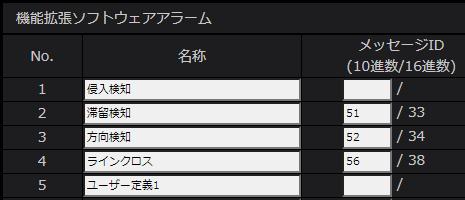 機能拡張ソフトウェアアラーム
No. 名称 メッセージID
(10進数/16進数)
1 侵入検知 /
2 滞留検知 51 / 33
3 方向検知 52 / 34
4 ラインクロス 56 / 38
5 ユーザー定義1 /